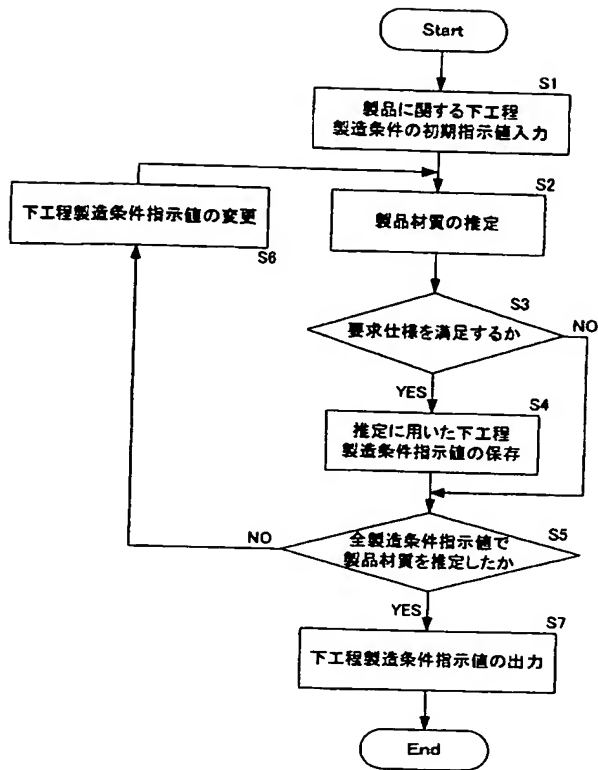 Start
S1
製品に関する下工程
製造条件の初期指示値入力
S2
製品材質の推定
下工程製造条件指示値の変更
S6
S3
要求仕様を満足するか
NO
YES
S4
推定に用いた下工程
製造条件指示値の保存
S5
全製造条件指示値で
製品材質を推定したか
NO
YES
S7
下工程製造条件指示値の出力
End